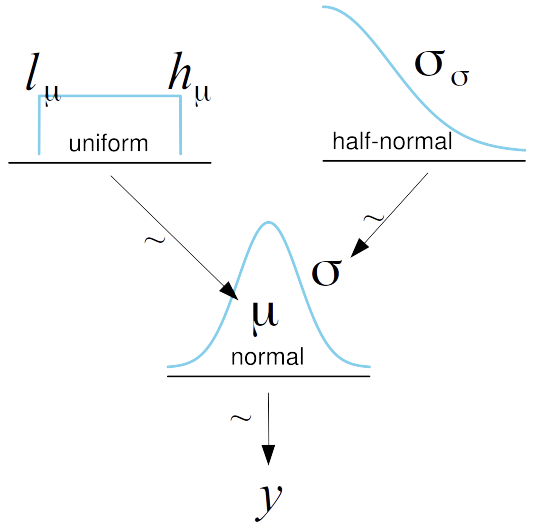 l_μ h_μ
uniform
σ_σ
half-normal
~
~
σ
μ
normal
~
y